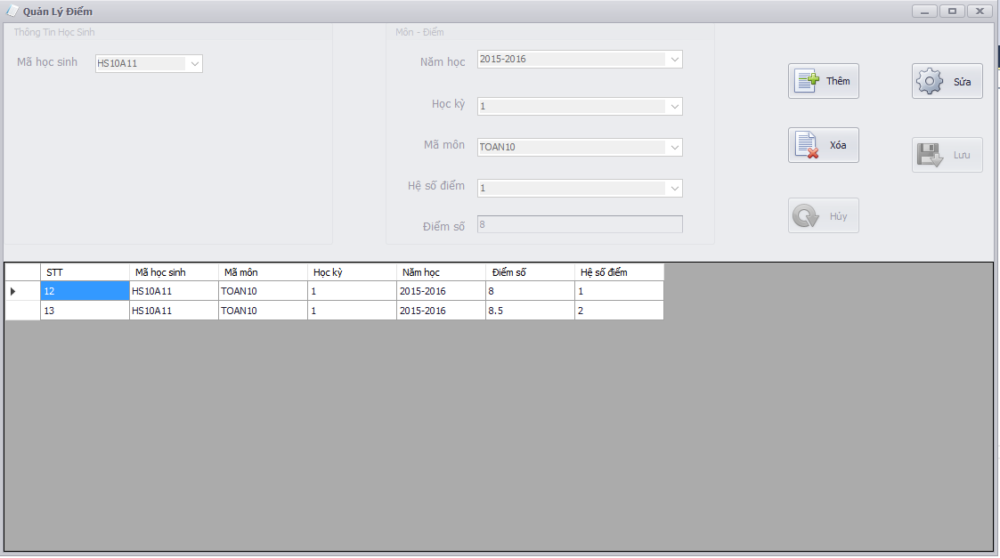 Quản Lý Điểm
Thông Tin Học Sinh
Mã học sinh HS10A11
Môn - Điểm
Năm học 2015-2016
Học kỳ 1
Mã môn TOAN10
Hệ số điểm 1
Điểm số 8
Thêm Sửa
Xóa Lưu
Hủy
STT Mã học sinh Mã môn Học kỳ Năm học Điểm số Hệ số điểm
12 HS10A11 TOAN10 1 2015-2016 8 1
13 HS10A11 TOAN10 1 2015-2016 8.5 2